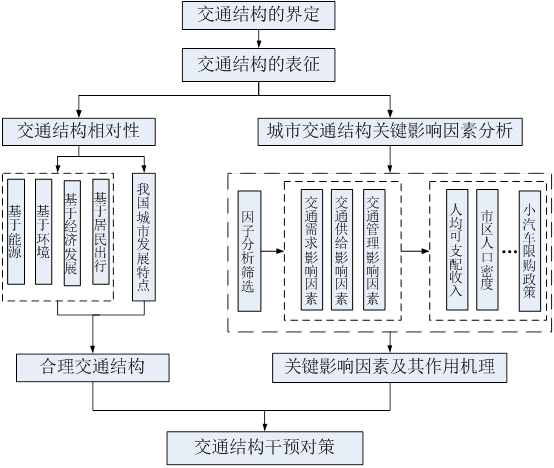 交通结构的界定
交通结构的表征
交通结构相对性
城市交通结构关键影响因素分析
基于能源
基于环境
基于经济发展
基于居民出行
我国城市发展特点
因子分析筛选
交通需求影响因素
交通供给影响因素
交通管理影响因素
人均可支配收入
市区人口密度
•••
小汽车限购政策
合理交通结构
关键影响因素及其作用机理
交通结构干预对策